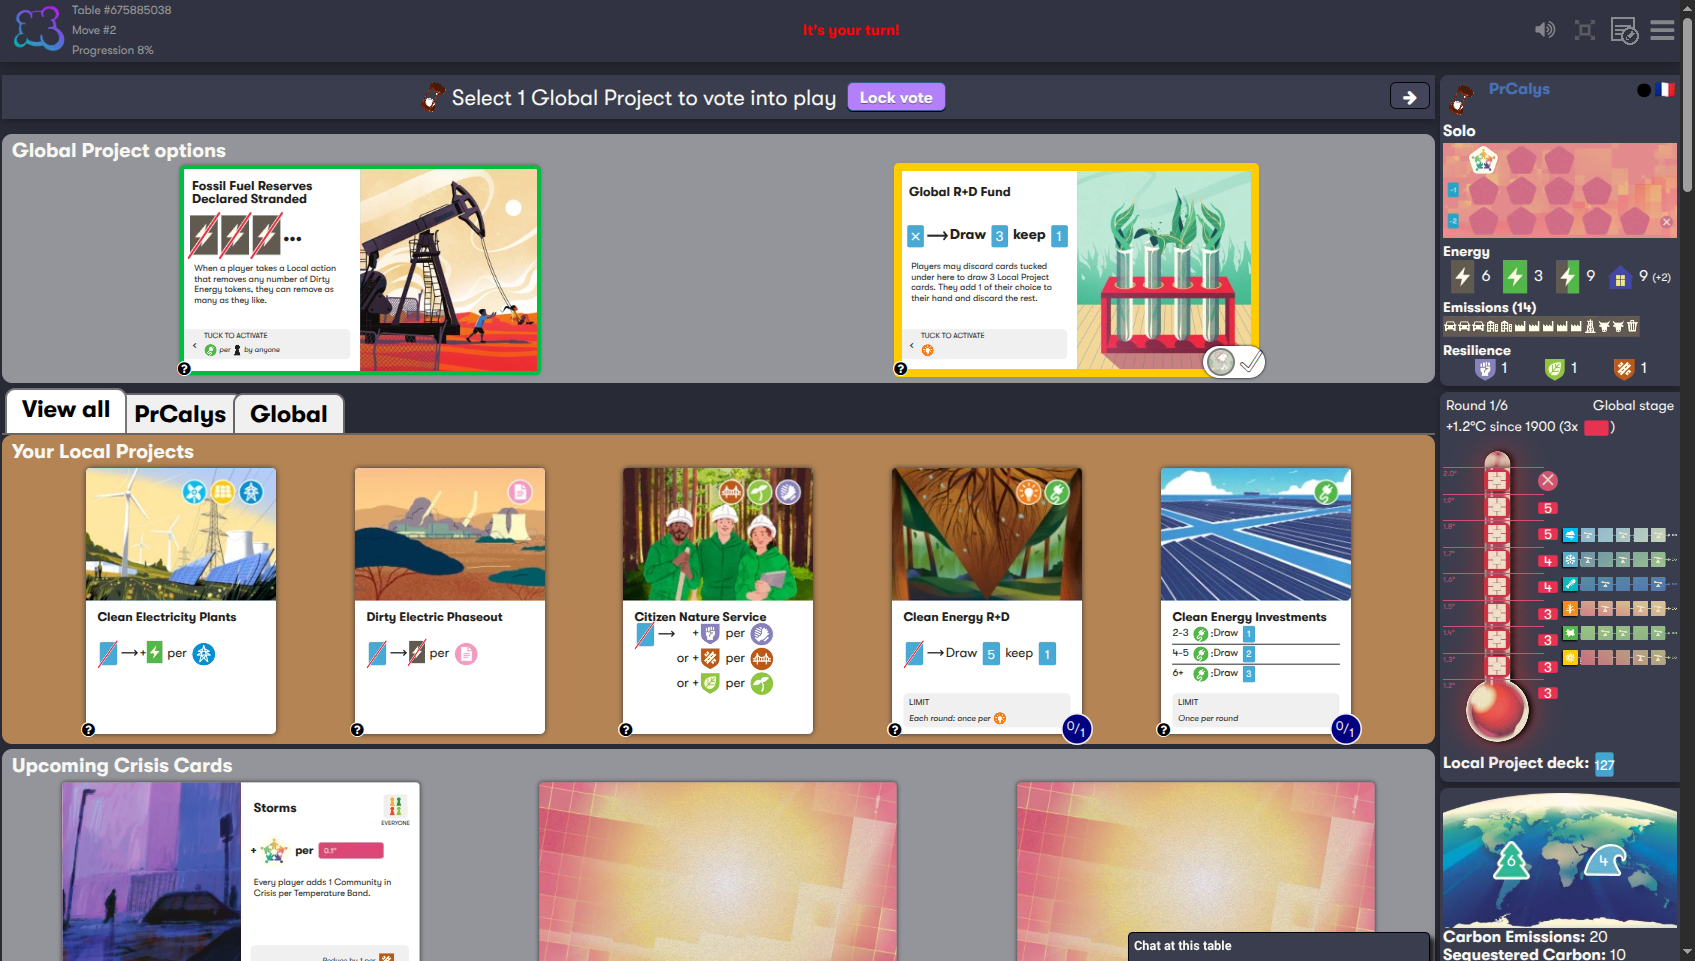 Table #675885038
Move #2
Progression 8%
It's your turn!
Select 1 Global Project to vote into play
Lock vote
Global Project options
Fossil Fuel Reserves
Declared Stranded
When a player takes a Local action
that removes any number of Dirty
Energy tokens, they can remove as
many as they like.
TUCK TO ACTIVATE
per by anyone
Global R+D Fund
Draw 3 keep 1
Players may discard cards tucked
under here to draw 3 Local Project
cards. They add 1 of their choice to
their hand and discard the rest.
TUCK TO ACTIVATE
View all
PrCalys
Global
Your Local Projects
Clean Electricity Plants
+ per
Dirty Electric Phaseout
per
Citizen Nature Service
+ per
or + per
or + per
Clean Energy R+D
Draw 5 keep 1
LIMIT
Each round: once per
0/1
Clean Energy Investments
2-3 :Draw 1
4-5 :Draw 2
6+ :Draw 3
LIMIT
Once per round
0/1
Upcoming Crisis Cards
Storms
EVERYONE
+ per 0.1°
Every player adds 1 Community in
Crisis per Temperature Band.
Reduce by 1 per
Chat at this table
PrCalys
Solo
-1
-2
Energy
6 3 9 9 (+2)
Emissions (14)
Resilience
1 1 1
Round 1/6
Global stage
+1.2°C since 1900 (3x )
2.0°
1.9°
5
1.8°
5
1.7°
4
1.6°
4
1.5°
3
1.4°
3
1.3°
3
1.2°
3
Local Project deck: 127
6
4
Carbon Emissions: 20
Sequestered Carbon: 10